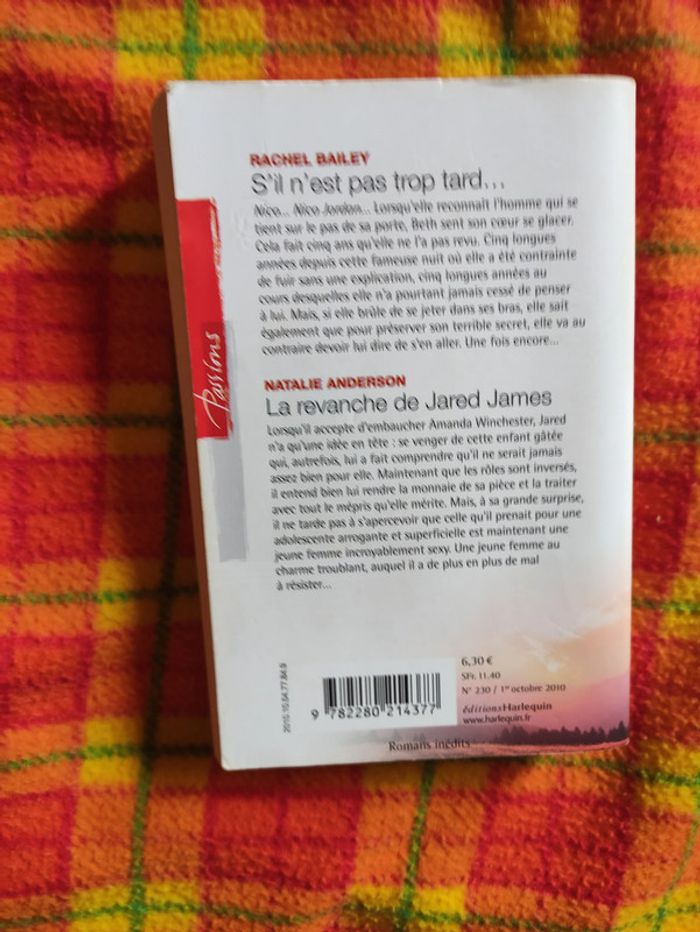 RACHEL BAILEY
S'il n'est pas trop tard...
Nico... Nico Jordon... Lorsqu'elle reconnaît l'homme qui se
tient sur le pas de sa porte, Beth sent son cœur se glacer.
Cela fait cinq ans qu'elle ne l'a pas revu. Cinq longues
années depuis cette fameuse nuit où elle a été contrainte
de fuir sans une explication, cinq longues années au
cours desquelles elle n'a pourtant jamais cessé de penser
à lui. Mais, si elle brûle de se jeter dans ses bras, elle sait
également que pour préserver son terrible secret, elle va au
contraire devoir lui dire de s'en aller. Une fois encore...
Passions
NATALIE ANDERSON
La revanche de Jared James
Lorsqu'il accepte d'embaucher Amanda Winchester, Jared
n'a qu'une idée en tête : se venger de cette enfant gâtée
qui, autrefois, lui a fait comprendre qu'il ne serait jamais
assez bien pour elle. Maintenant que les rôles sont inversés,
il entend bien lui rendre la monnaie de sa pièce et la traiter
avec tout le mépris qu'elle mérite. Mais, à sa grande surprise,
il ne tarde pas à s'apercevoir que celle qu'il prenait pour une
adolescente arrogante et superficielle est maintenant une
jeune femme incroyablement sexy. Une jeune femme au
charme troublant, auquel il a de plus en plus de mal
à résister...
2010.10.54.77.84.9
9 782280 214377
6,30 €
SFr. 11.40
N° 230 / 1er octobre 2010
éditionsHarlequin
www.harlequin.fr
Romans inédits